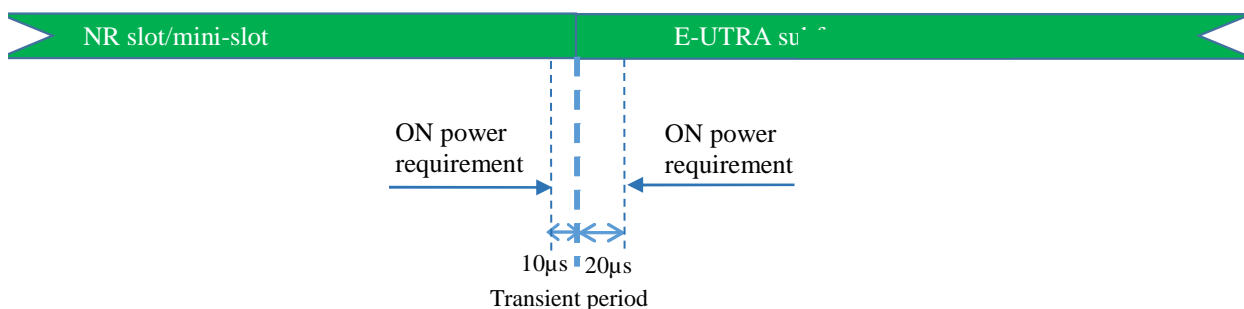 NR slot/mini-slot
E-UTRA
ON power
requirement
ON power
requirement
10µs
20µs
Transient period